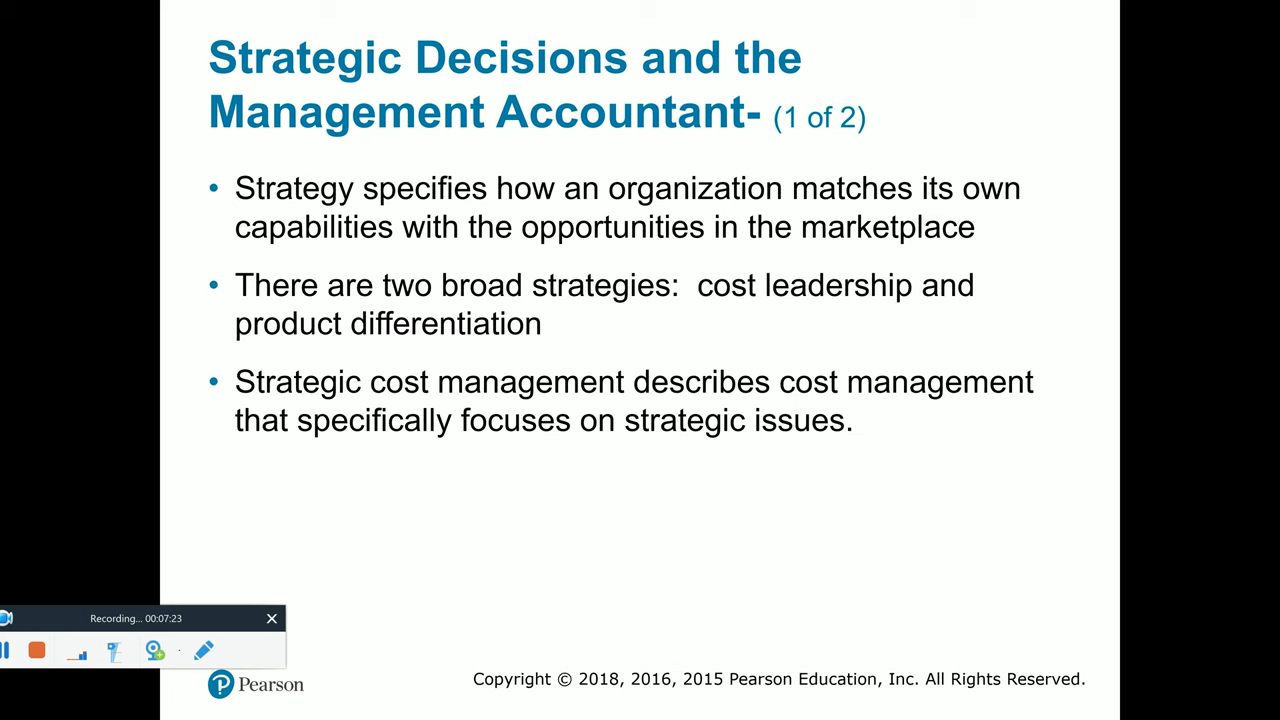 Strategic Decisions and the
Management Accountant- (1 of 2)
• Strategy specifies how an organization matches its own
capabilities with the opportunities in the marketplace
• There are two broad strategies:  cost leadership and
product differentiation
• Strategic cost management describes cost management
that specifically focuses on strategic issues.
Recording... 00:07:23
Pearson
Copyright © 2018, 2016, 2015 Pearson Education, Inc. All Rights Reserved.